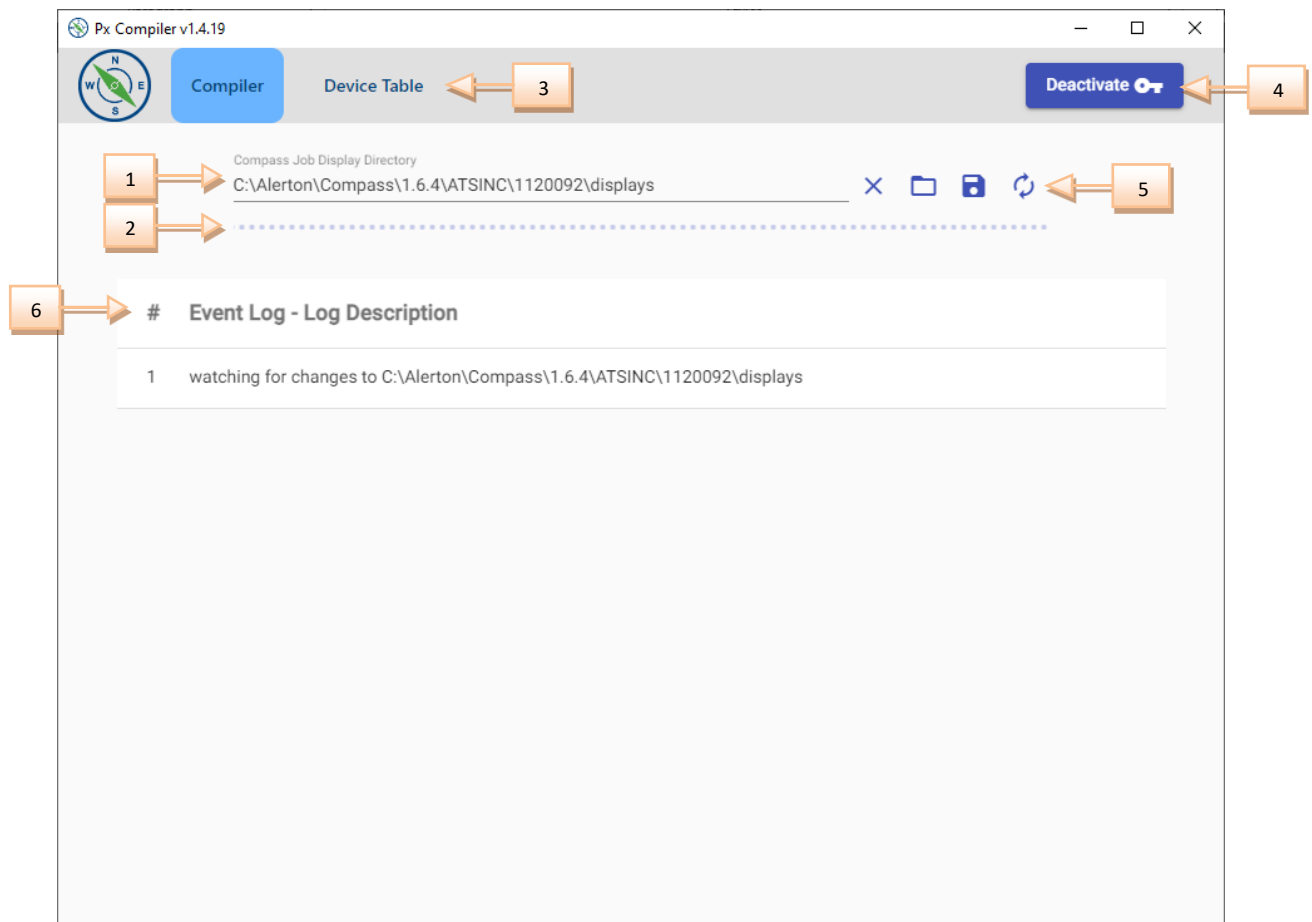 Px Compiler v1.4.19
N
W E
S
Compiler
Device Table
3
Deactivate
4
Compass Job Display Directory
1
C:\Alerton\Compass\1.6.4\ATSINC\1120092\displays
5
2
6
# Event Log - Log Description
1 watching for changes to C:\Alerton\Compass\1.6.4\ATSINC\1120092\displays